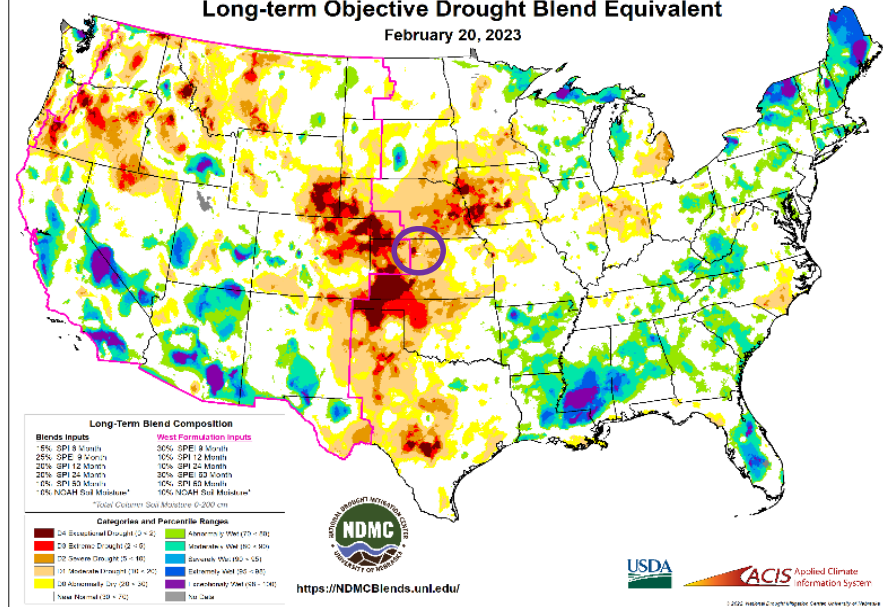 Long-term Objective Drought Blend Equivalent
February 20, 2023
Long-Term Blend Composition
Blends Inputs
West Formulation Inputs
15% SPI 6 Month
30% SPEI 9 Month
25% SPEI 9 Month
10% SPI 12 Month
20% SPI 12 Month
10% SPI 24 Month
20% SPI 24 Month
30% SPEI 60 Month
10% SPI 60 Month
10% SPI 60 Month
10% NOAH Soil Moisture*
10% NOAH Soil Moisture*
*Total Column Soil Moisture 0-200 cm
Categories and Percentile Ranges
D4 Exceptional Drought (0 < 2)
Abnormally Wet (70 < 80)
D3 Extreme Drought (2 < 5)
Moderately Wet (80 < 90)
D2 Severe Drought (5 < 10)
Severely Wet (90 < 95)
D1 Moderate Drought (10 < 20)
Extremely Wet (95 < 98)
D0 Abnormally Dry (20 < 30)
Exceptionally Wet (98 - 100)
Near Normal (30 > 70)
No Data
NATIONAL DROUGHT MITIGATION CENTER
NDMC
UNIVERSITY OF NEBRASKA
https://NDMCBlends.unl.edu/
USDA
ACIS Applied Climate
Information System
National Drought Mitigation Center, University of Nebraska